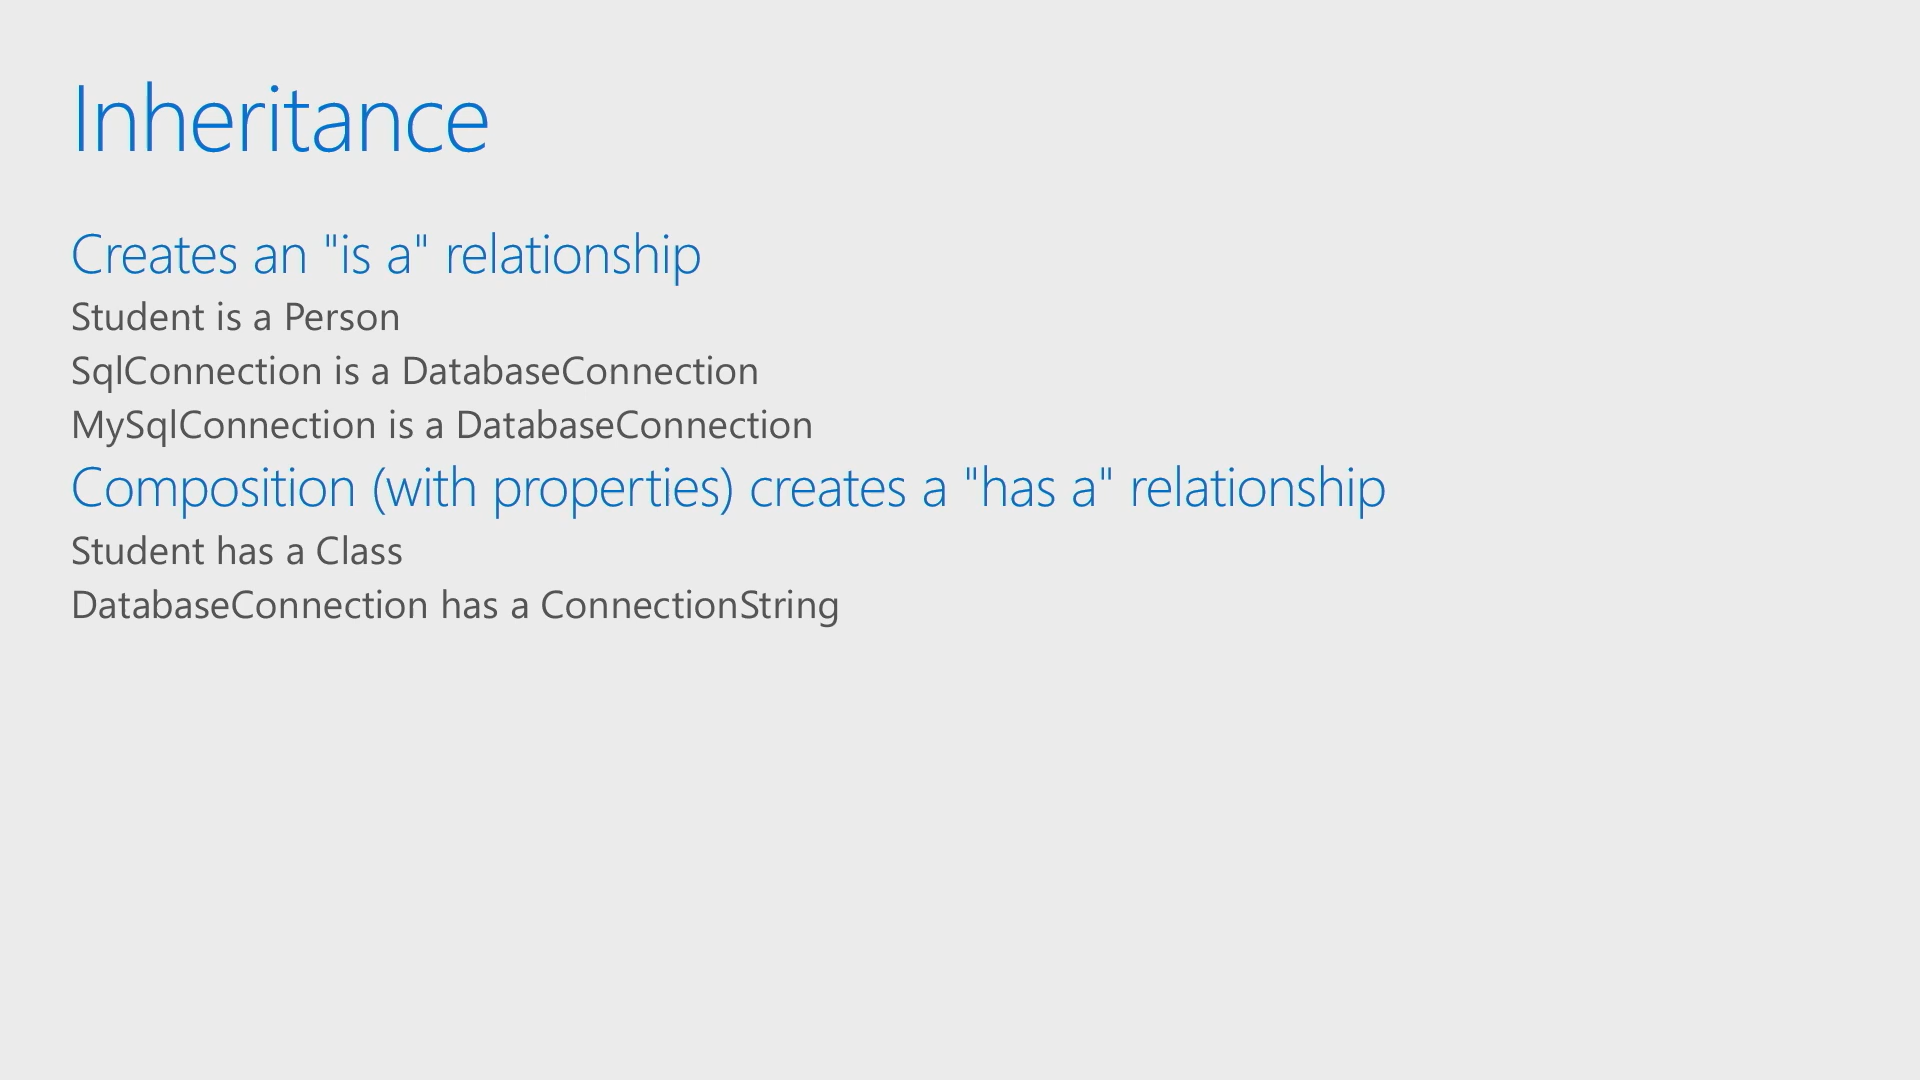 Inheritance
Creates an "is a" relationship
Student is a Person
SqlConnection is a DatabaseConnection
MySqlConnection is a DatabaseConnection
Composition (with properties) creates a "has a" relationship
Student has a Class
DatabaseConnection has a ConnectionString